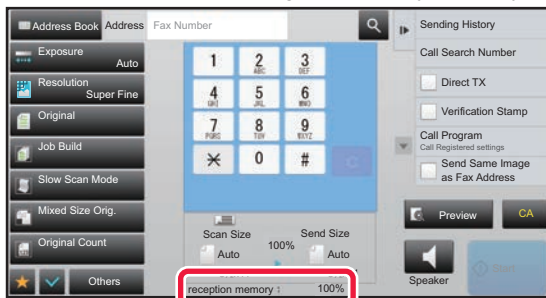 Address Book Address Fax Number
Exposure
Auto
Resolution
Super Fine
Original
Job Build
Slow Scan Mode
Mixed Size Orig.
Original Count
Others
1 2 3
ABC DEF
4 5 6
GHI JKL MNO
7 8 9
PQRS TUV WXYZ
0 #
C
Scan Size Send Size
100%
Auto Auto
reception memory : 100%
Sending History
Call Search Number
Direct TX
Verification Stamp
Call Program
Call Registered settings
Send Same Image
as Fax Address
Preview CA
Speaker Start